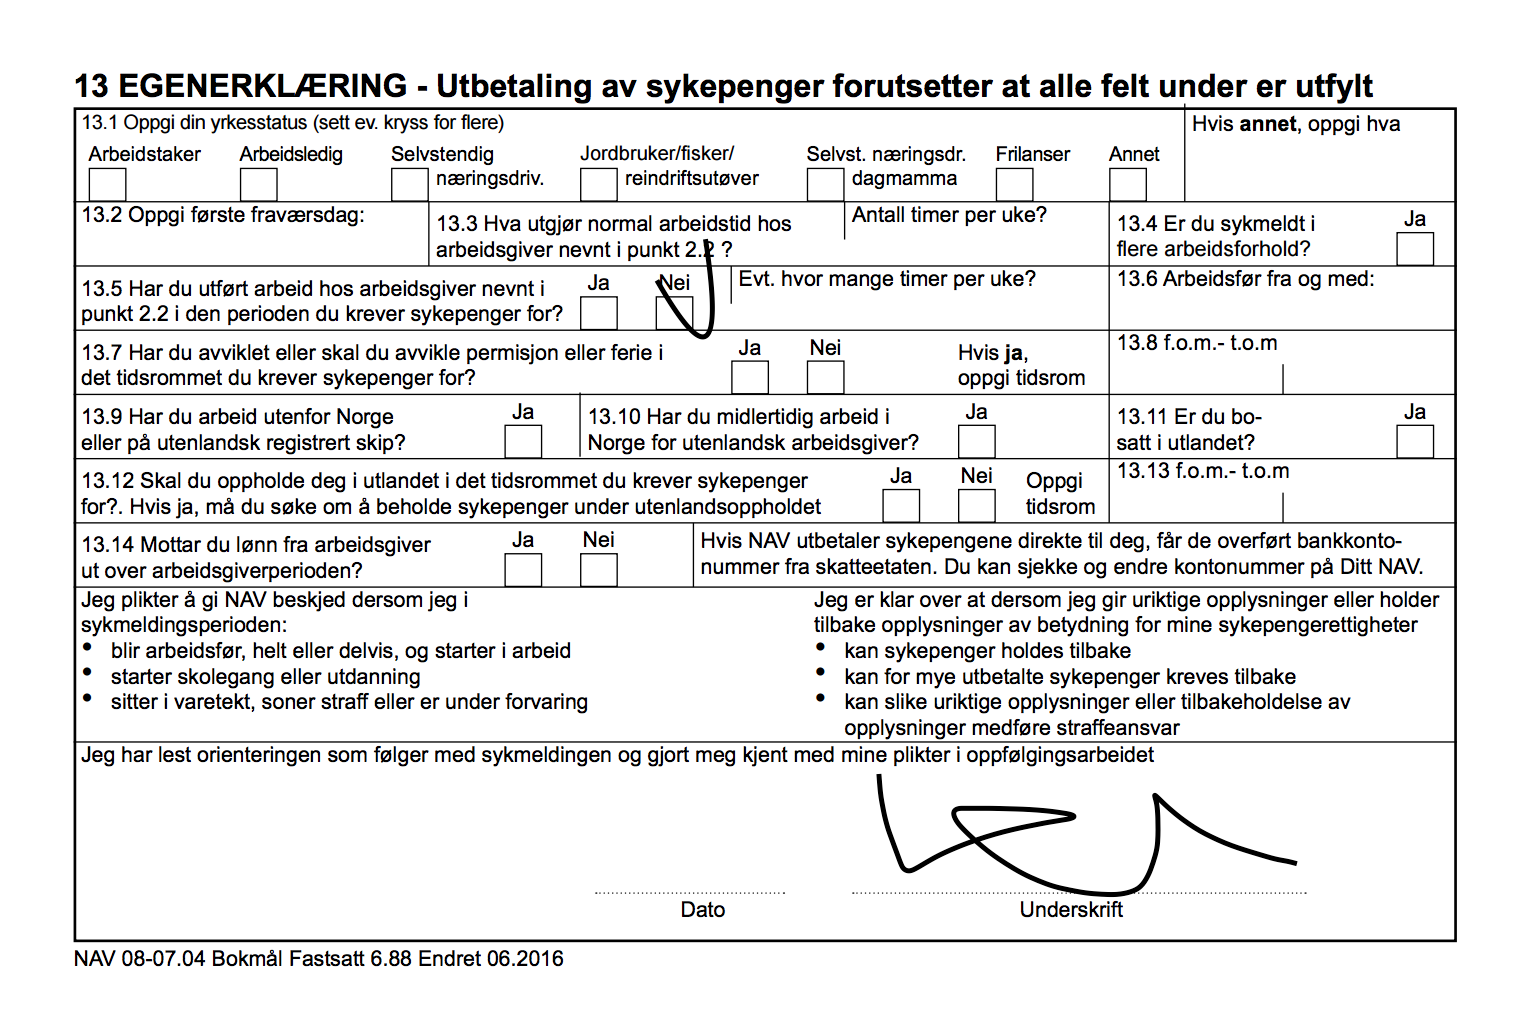 13 EGENERKLÆRING - Utbetaling av sykepenger forutsetter at alle felt under er utfylt
13.1 Oppgi din yrkesstatus (sett ev. kryss for flere)
Hvis annet, oppgi hva
Arbeidstaker
Arbeidsledig
Selvstendig
næringsdriv.
Jordbruker/fisker/
reindriftsutøver
Selvst. næringsdr.
dagmamma
Frilanser
Annet
13.2 Oppgi første fraværsdag:
13.3 Hva utgjør normal arbeidstid hos
arbeidsgiver nevnt i punkt 2.2 ?
Antall timer per uke?
13.4 Er du sykmeldt i
flere arbeidsforhold?
Ja
13.5 Har du utført arbeid hos arbeidsgiver nevnt i
punkt 2.2 i den perioden du krever sykepenger for?
Ja
Nei
Evt. hvor mange timer per uke?
13.6 Arbeidsfør fra og med:
13.7 Har du avviklet eller skal du avvikle permisjon eller ferie i
det tidsrommet du krever sykepenger for?
Ja
Nei
Hvis ja,
oppgi tidsrom
13.8 f.o.m.- t.o.m
13.9 Har du arbeid utenfor Norge
eller på utenlandsk registrert skip?
Ja
13.10 Har du midlertidig arbeid i
Norge for utenlandsk arbeidsgiver?
Ja
13.11 Er du bo-
satt i utlandet?
Ja
13.12 Skal du oppholde deg i utlandet i det tidsrommet du krever sykepenger
for?. Hvis ja, må du søke om å beholde sykepenger under utenlandsoppholdet
Ja
Nei
Oppgi
tidsrom
13.13 f.o.m.- t.o.m
13.14 Mottar du lønn fra arbeidsgiver
ut over arbeidsgiverperioden?
Ja
Nei
Hvis NAV utbetaler sykepengene direkte til deg, får de overført bankkonto-
nummer fra skatteetaten. Du kan sjekke og endre kontonummer på Ditt NAV.
Jeg plikter å gi NAV beskjed dersom jeg i
sykmeldingsperioden:
• blir arbeidsfør, helt eller delvis, og starter i arbeid
• starter skolegang eller utdanning
• sitter i varetekt, soner straff eller er under forvaring
Jeg er klar over at dersom jeg gir uriktige opplysninger eller holder
tilbake opplysninger av betydning for mine sykepengerettigheter
• kan sykepenger holdes tilbake
• kan for mye utbetalte sykepenger kreves tilbake
• kan slike uriktige opplysninger eller tilbakeholdelse av
opplysninger medføre straffeansvar
Jeg har lest orienteringen som følger med sykmeldingen og gjort meg kjent med mine plikter i oppfølgingsarbeidet
Dato
Underskrift
NAV 08-07.04 Bokmål Fastsatt 6.88 Endret 06.2016